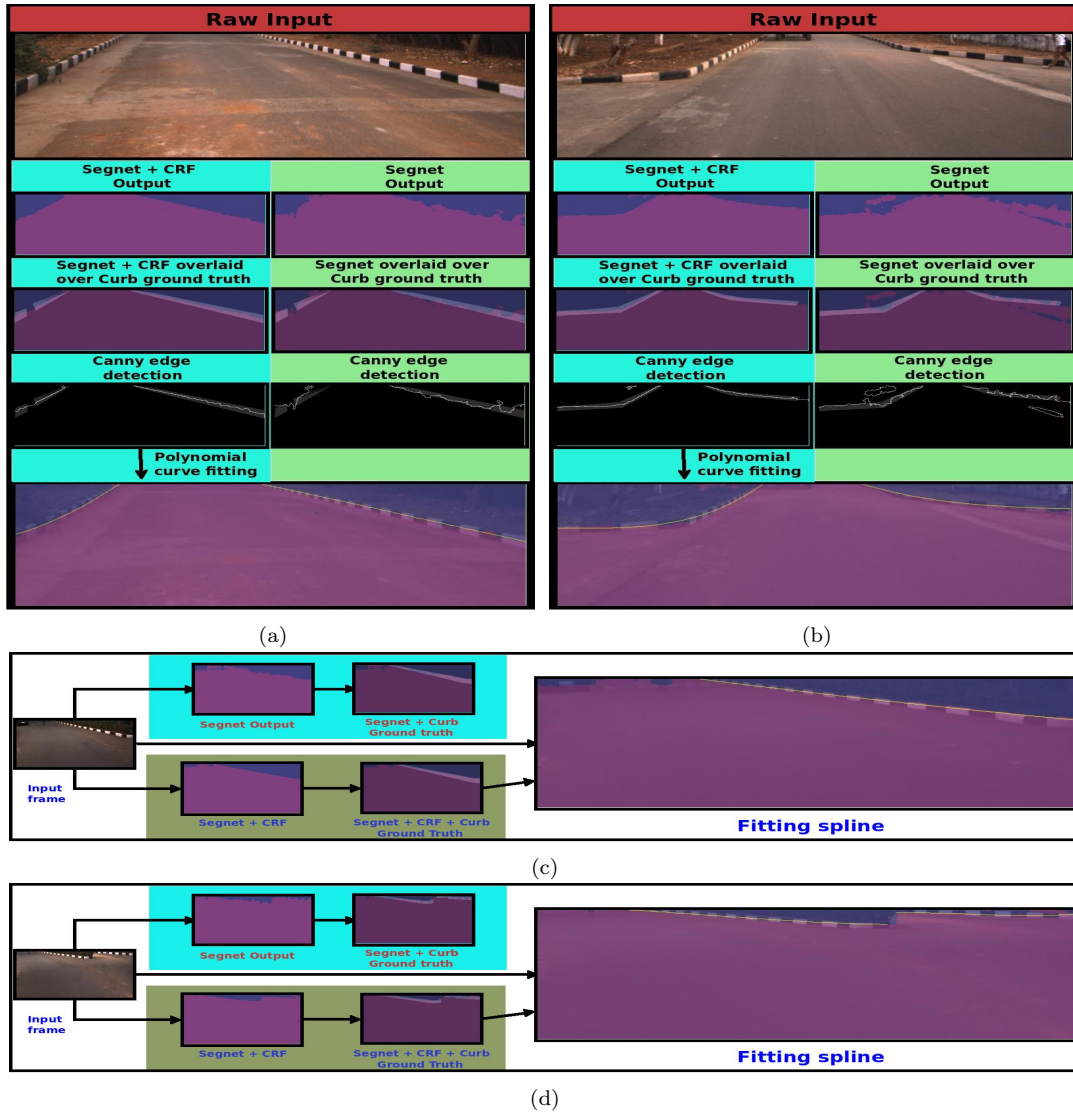 Raw Input
Segnet + CRF
Output
Segnet
Output
Segnet + CRF overlaid
over Curb ground truth
Segnet overlaid over
Curb ground truth
Canny edge
detection
Canny edge
detection
Polynomial
curve fitting
(a)
Raw Input
Segnet + CRF
Output
Segnet
Output
Segnet + CRF overlaid
over Curb ground truth
Segnet overlaid over
Curb ground truth
Canny edge
detection
Canny edge
detection
Polynomial
curve fitting
(b)
Input
frame
Segnet Output
Segnet + Curb
Ground truth
Segnet + CRF
Segnet + CRF + Curb
Ground Truth
Fitting spline
(c)
Input
frame
Segnet Output
Segnet + Curb
Ground truth
Segnet + CRF
Segnet + CRF + Curb
Ground Truth
Fitting spline
(d)